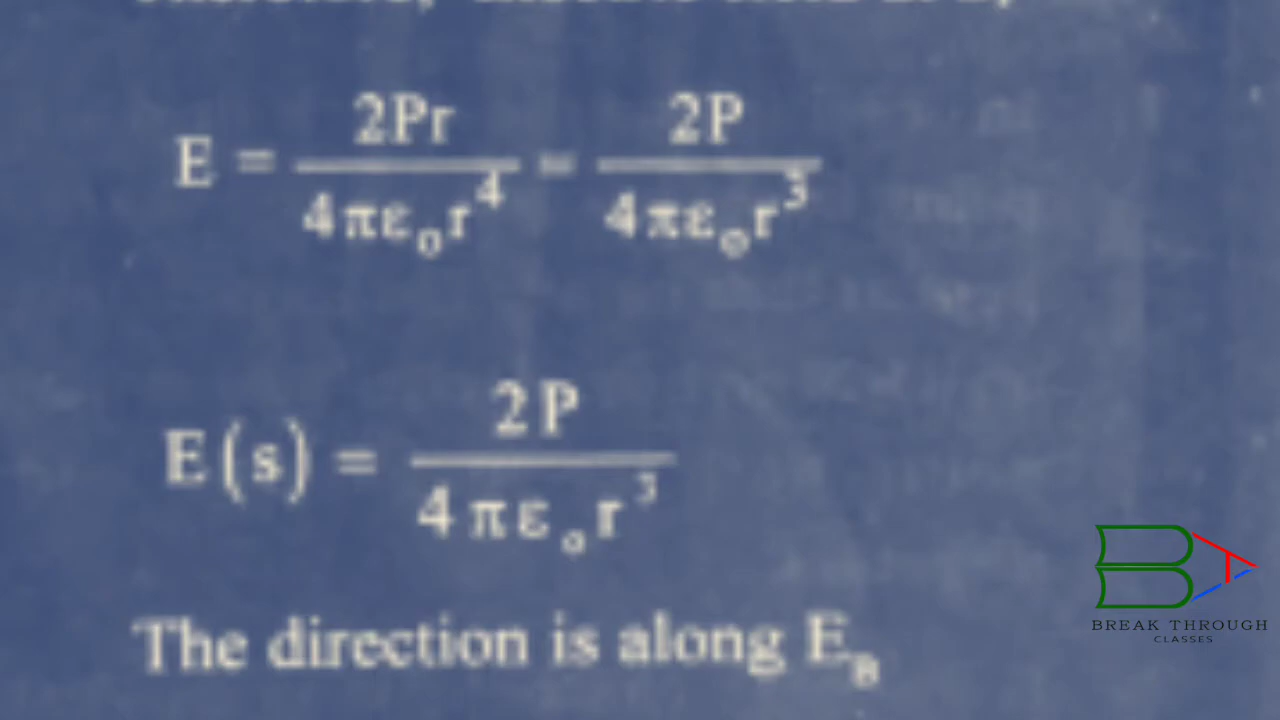 E = 2Pr / 4πε₀r⁴ = 2P / 4πε₀r³
E(s) = 2P / 4πε₀r³
The direction is along E_B
BREAK THROUGH
CLASSES